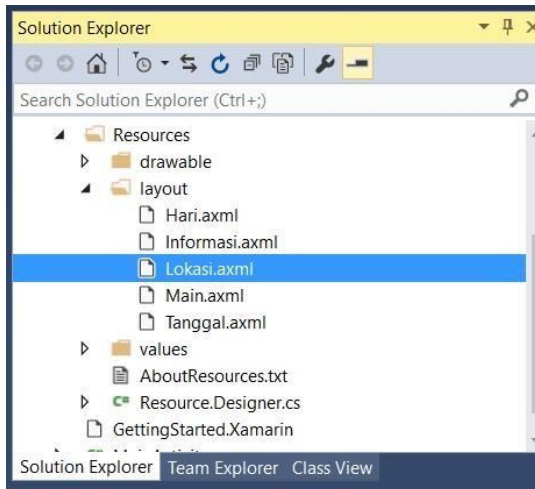 Solution Explorer
Search Solution Explorer (Ctrl+;)
Resources
drawable
layout
Hari.axml
Informasi.axml
Lokasi.axml
Main.axml
Tanggal.axml
values
AboutResources.txt
C# Resource.Designer.cs
GettingStarted.Xamarin
Solution Explorer Team Explorer Class View